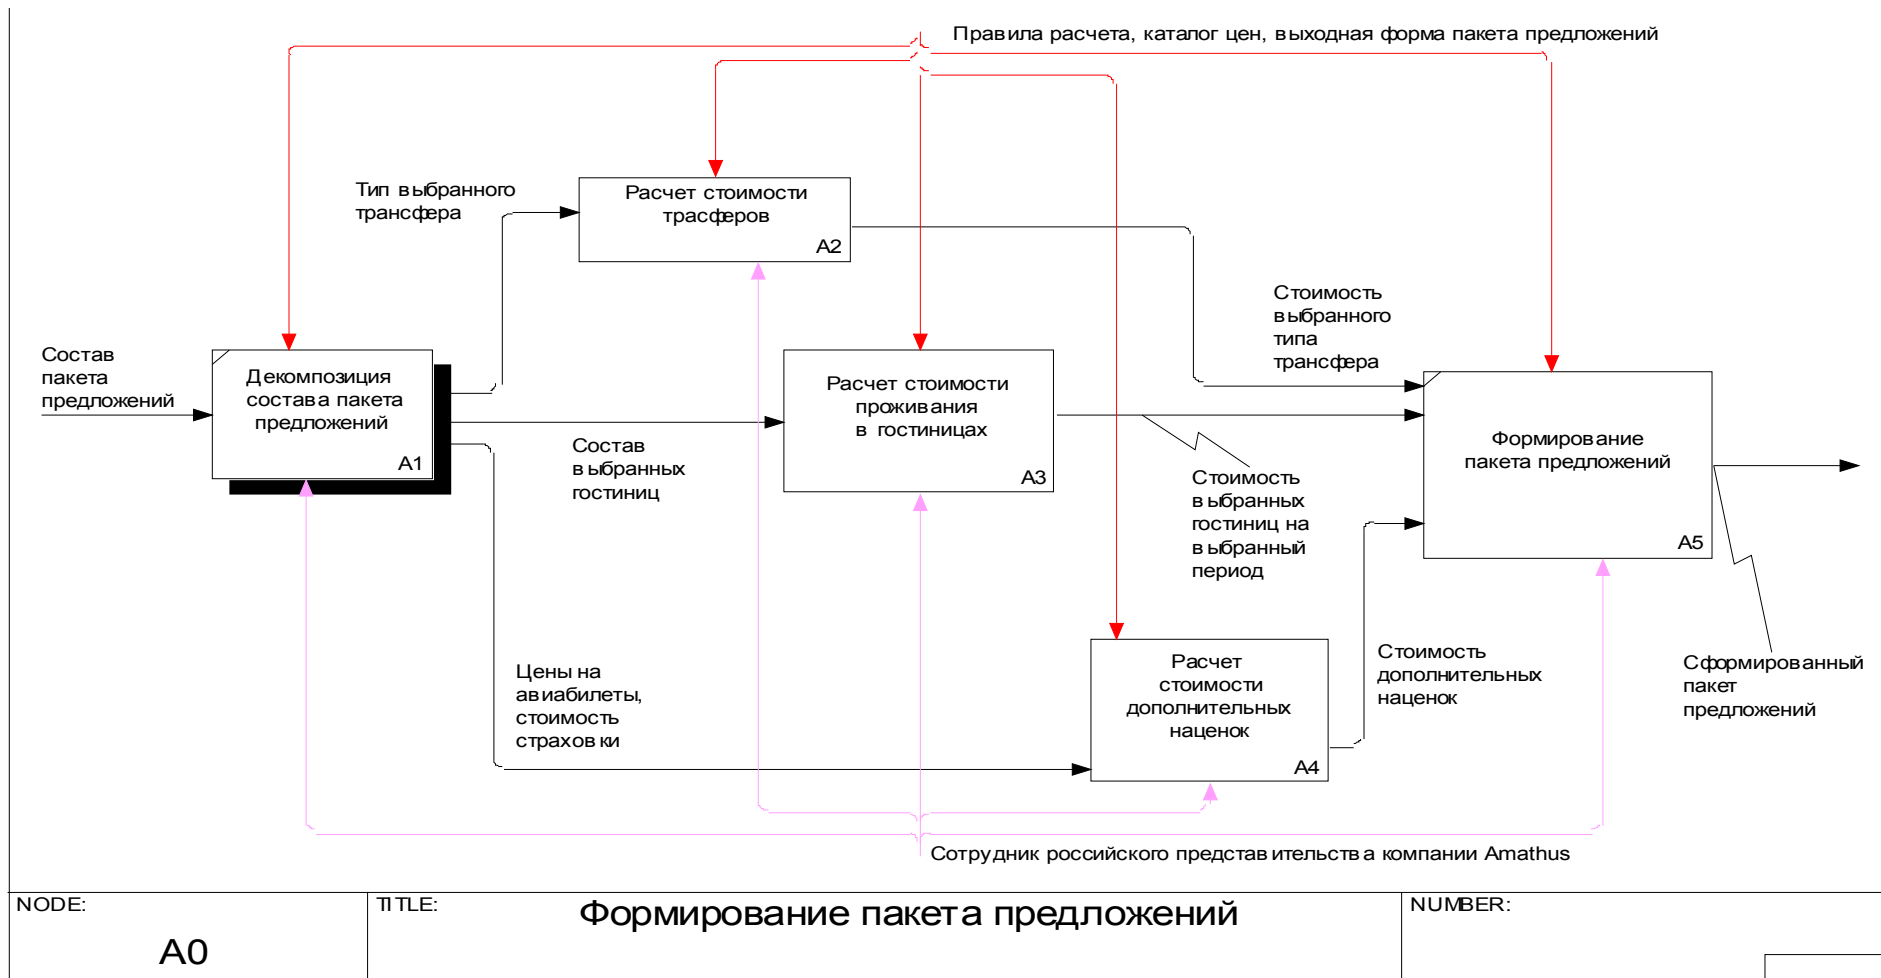 Правила расчета, каталог цен, выходная форма пакета предложений
Тип выбранного
трансфера
Расчет стоимости
трасферов
A2
Стоимость
выбранного
типа
трансфера
Состав
пакета
предложений
Декомпозиция
состава пакета
предложений
A1
Расчет стоимости
проживания
в гостиницах
A3
Формирование
пакета предложений
A5
Состав
выбранных
гостиниц
Стоимость
выбранных
гостиниц на
выбранный
период
Цены на
авиабилеты,
стоимость
страховки
Расчет
стоимости
дополнительных
наценок
A4
Стоимость
дополнительных
наценок
Сформированный
пакет
предложений
Сотрудник российского представительства компании Amathus
NODE:
A0
TITLE:
Формирование пакета предложений
NUMBER: